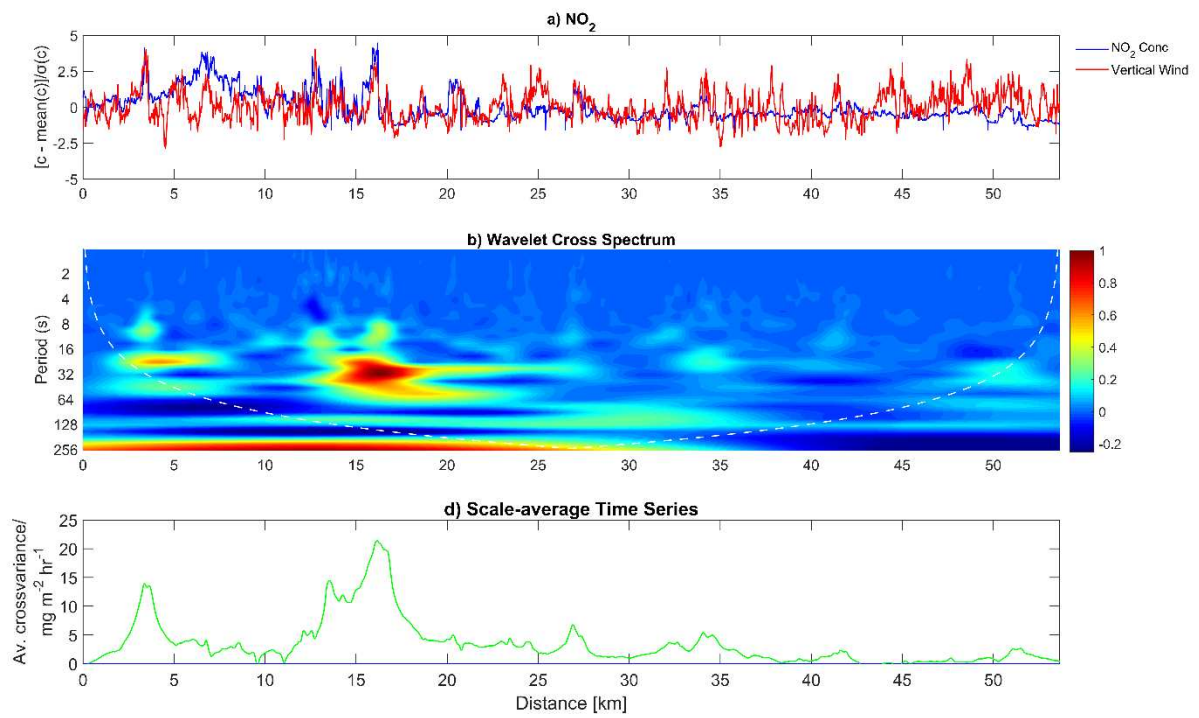 a) NO2
5
2.5
0
-2.5
-5
[c - mean(c)]/σ(c)
0 5 10 15 20 25 30 35 40 45 50
NO2 Conc
Vertical Wind
b) Wavelet Cross Spectrum
2
4
8
16
32
64
128
256
Period (s)
0 5 10 15 20 25 30 35 40 45 50
1
0.8
0.6
0.4
0.2
0
-0.2
d) Scale-average Time Series
25
20
15
10
5
0
Av. crossvariance/
mg m-2 hr-1
0 5 10 15 20 25 30 35 40 45 50
Distance [km]